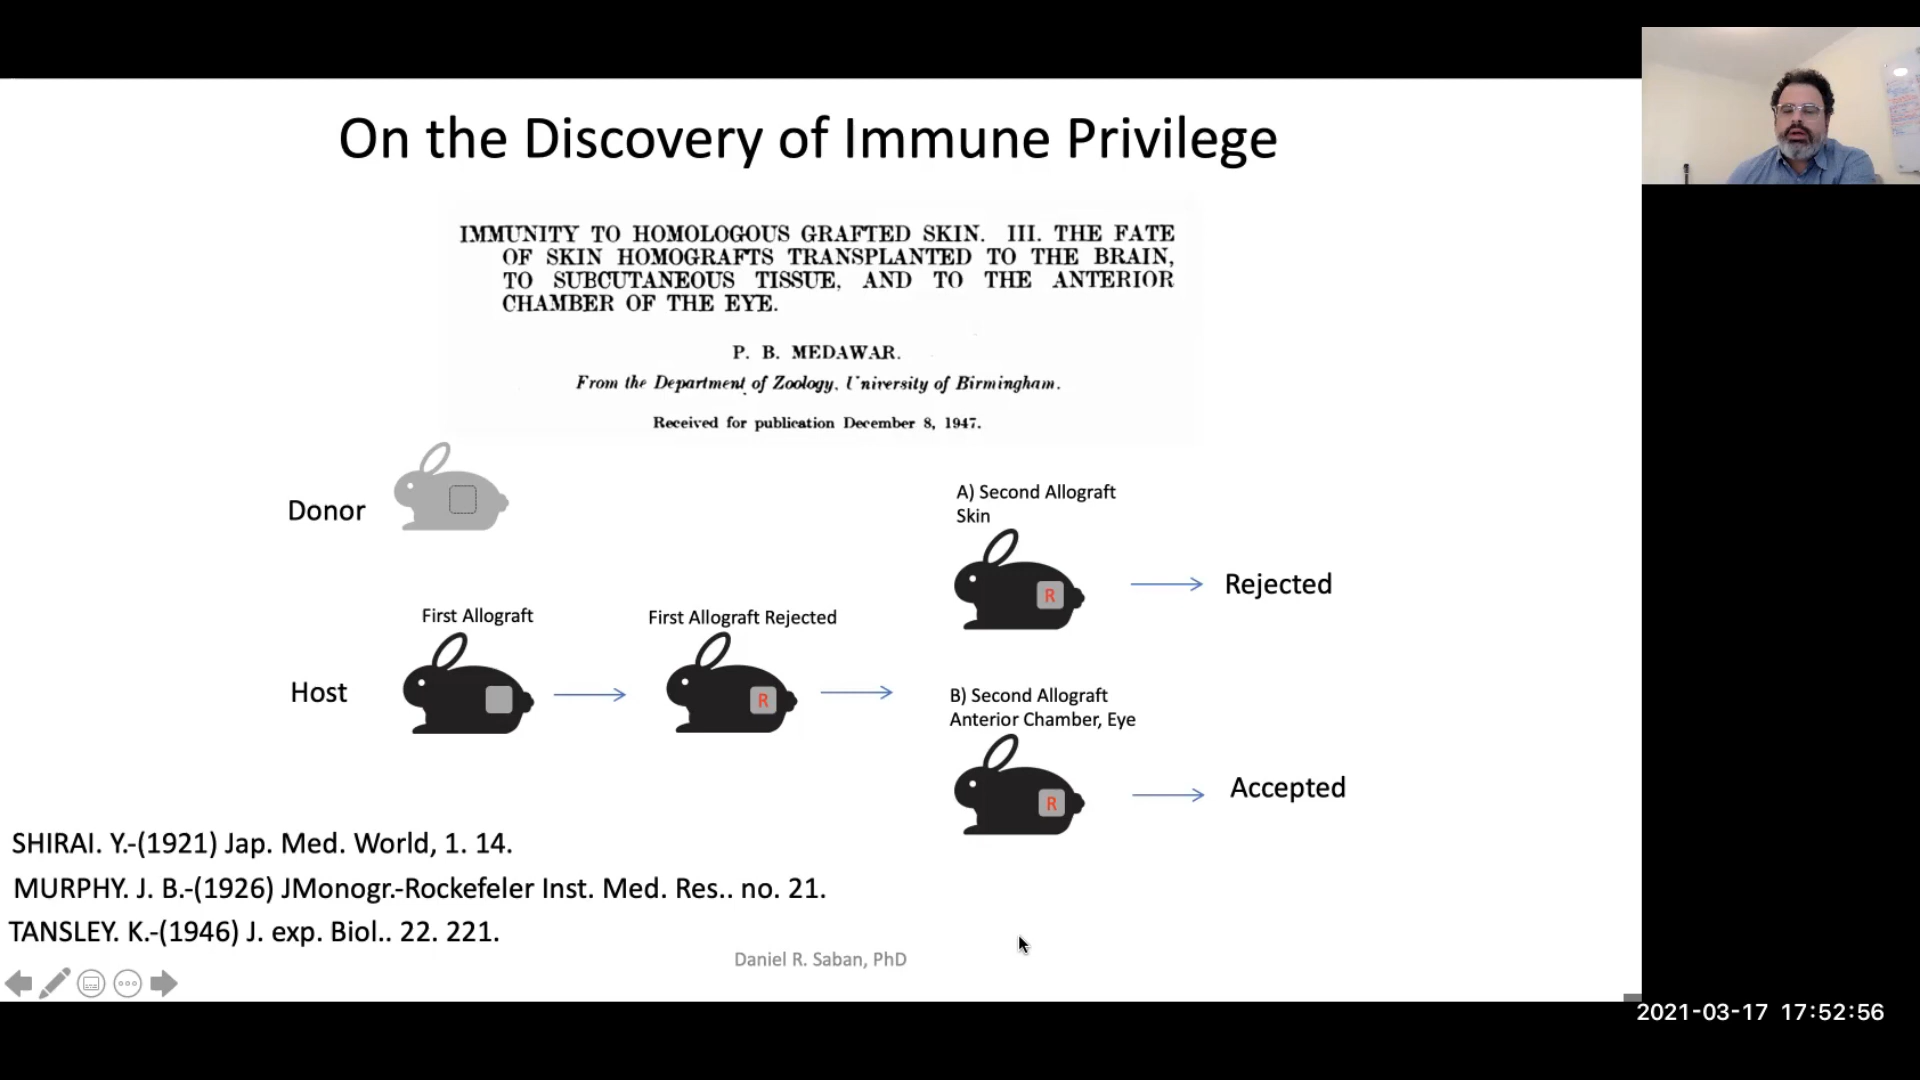 On the Discovery of Immune Privilege
IMMUNITY TO HOMOLOGOUS GRAFTED SKIN. III. THE FATE
OF SKIN HOMOGRAFTS TRANSPLANTED TO THE BRAIN,
TO SUBCUTANEOUS TISSUE, AND TO THE ANTERIOR
CHAMBER OF THE EYE.
P. B. MEDAWAR.
From the Department of Zoology, University of Birmingham.
Received for publication December 8, 1947.
Donor
A) Second Allograft
Skin
R
Rejected
First Allograft
First Allograft Rejected
Host
R
B) Second Allograft
Anterior Chamber, Eye
R
Accepted
SHIRAI. Y.-(1921) Jap. Med. World, 1. 14.
MURPHY. J. B.-(1926) JMonogr.-Rockefeler Inst. Med. Res.. no. 21.
TANSLEY. K.-(1946) J. exp. Biol.. 22. 221.
Daniel R. Saban, PhD
2021-03-17 17:52:56